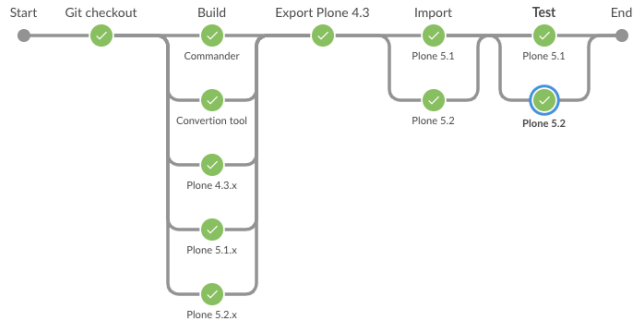 Start
Git checkout
Build
Export Plone 4.3
Import
Test
End
Commander
Plone 5.1
Plone 5.1
Convertion tool
Plone 5.2
Plone 5.2
Plone 4.3.x
Plone 5.1.x
Plone 5.2.x